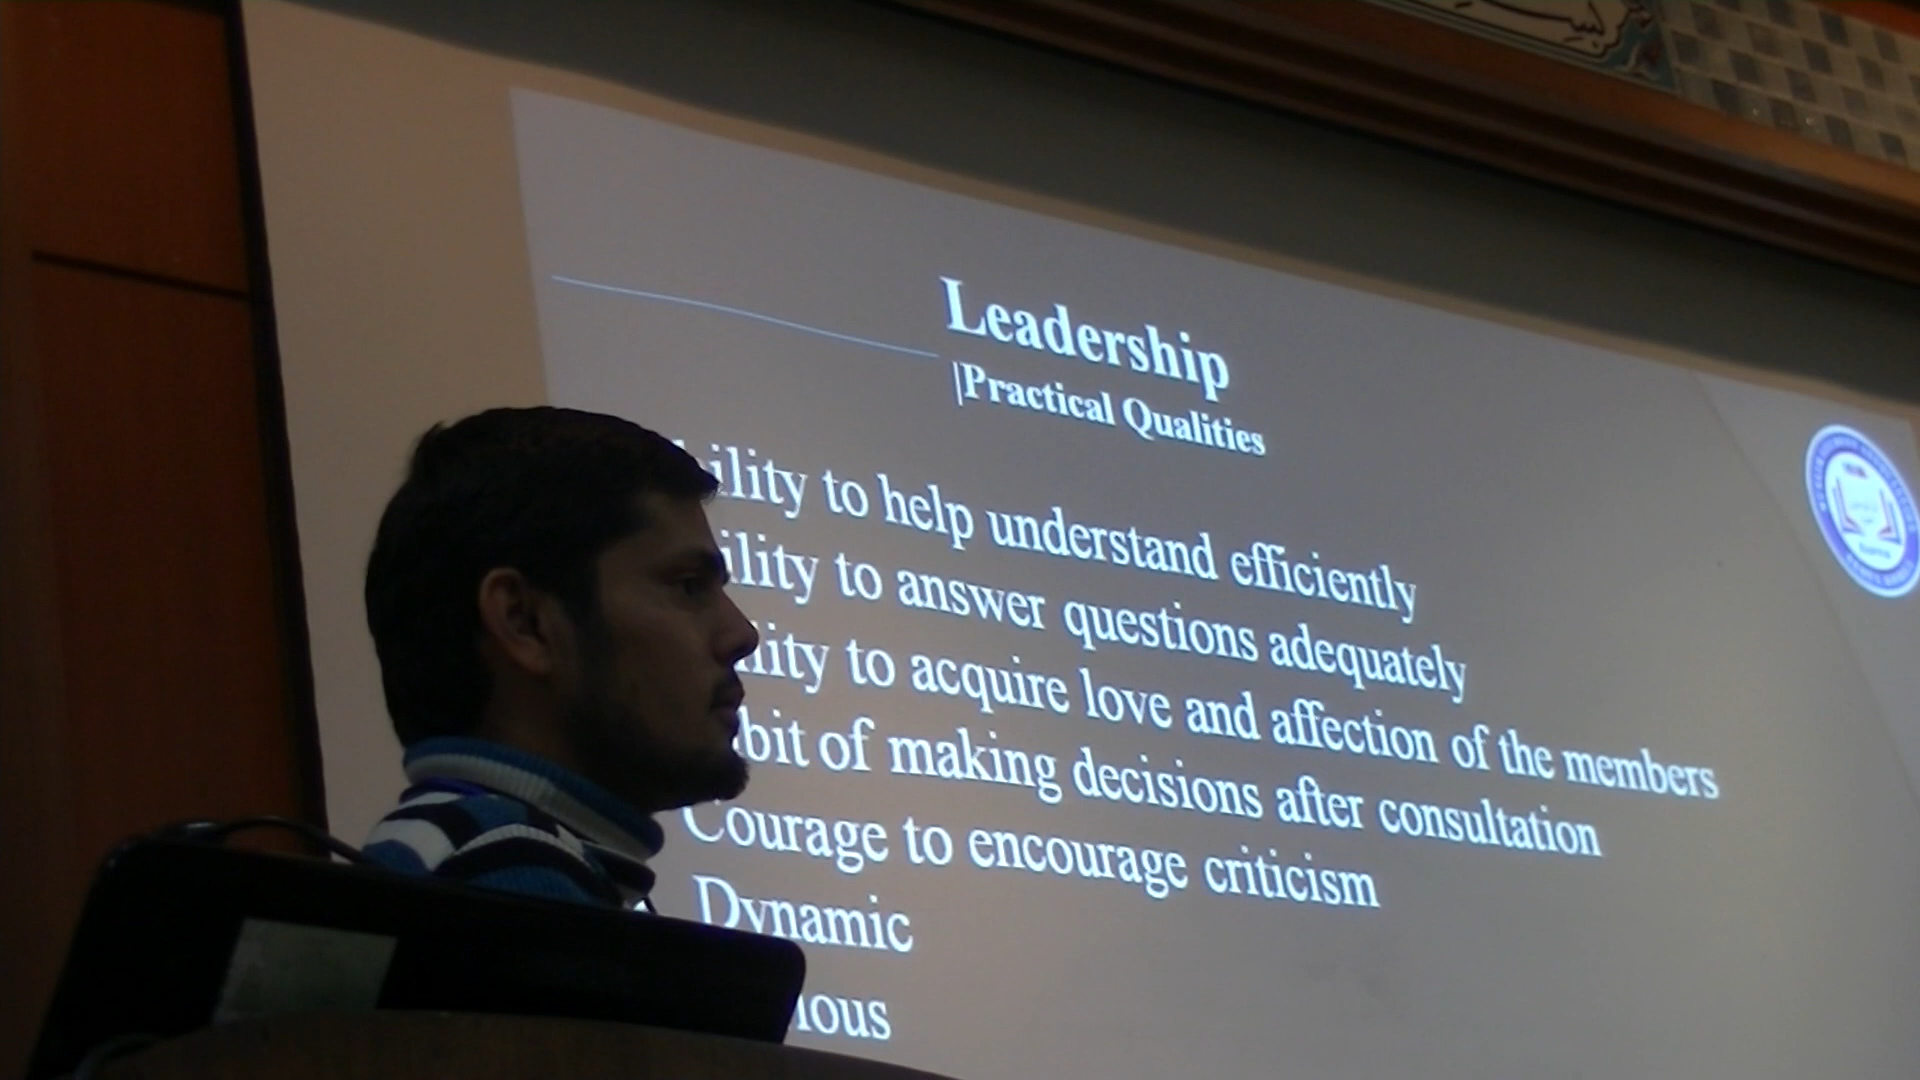 Leadership
|Practical Qualities
ility to help understand efficiently
ility to answer questions adequately
ility to acquire love and affection of the members
bit of making decisions after consultation
Courage to encourage criticism
Dynamic
ious